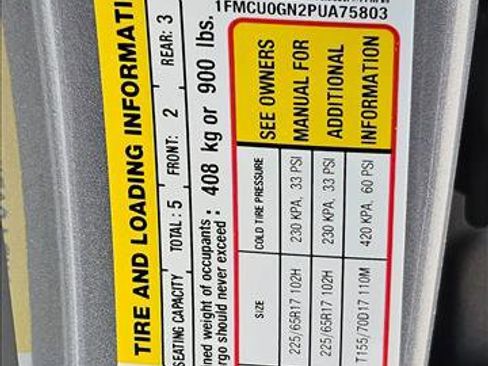 1FMCU0GN2PUA75803
TIRE AND LOADING INFORMATI
SEATING CAPACITY TOTAL : 5 FRONT: 2 REAR: 3
ned weight of occupants
rgo should never exceed : 408 kg or 900 lbs.
SIZE COLD TIRE PRESSURE SEE OWNERS
225/65R17 102H 230 KPA, 33 PSI MANUAL FOR
225/65R17 102H 230 KPA, 33 PSI ADDITIONAL
T155/70D17 110M 420 KPA, 60 PSI INFORMATION